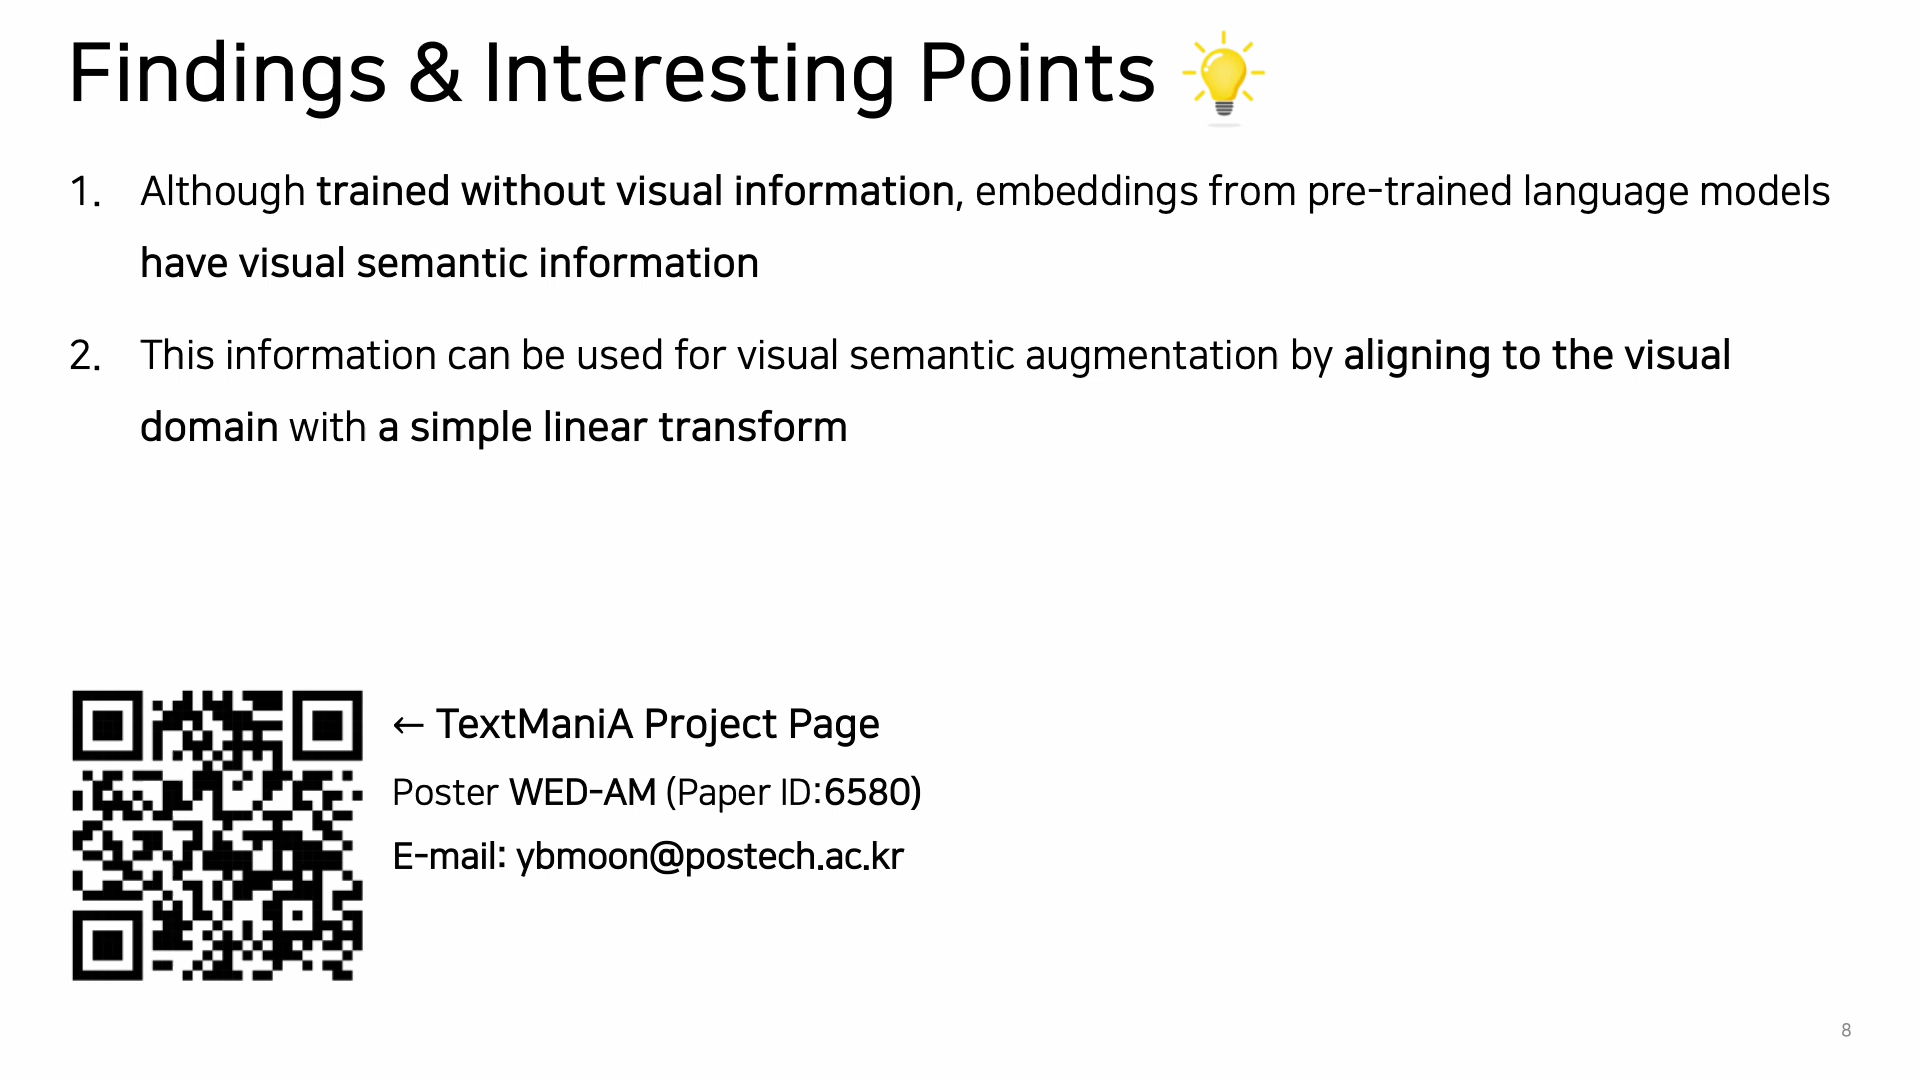 Findings & Interesting Points
1. Although trained without visual information, embeddings from pre-trained language models
have visual semantic information
2. This information can be used for visual semantic augmentation by aligning to the visual
domain with a simple linear transform
← TextManiA Project Page
Poster WED-AM (Paper ID:6580)
E-mail: ybmoon@postech.ac.kr
8